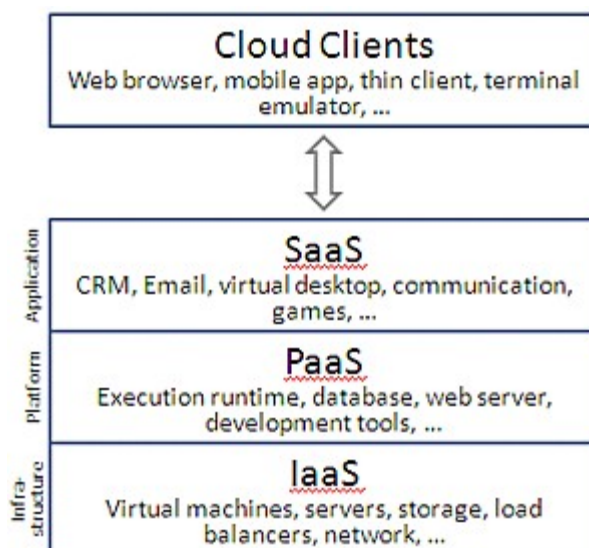 Cloud Clients
Web browser, mobile app, thin client, terminal
emulator, ...
Application
SaaS
CRM, Email, virtual desktop, communication,
games, ...
Platform
PaaS
Execution runtime, database, web server,
development tools, ...
Infra-
structure
IaaS
Virtual machines, servers, storage, load
balancers, network, ...